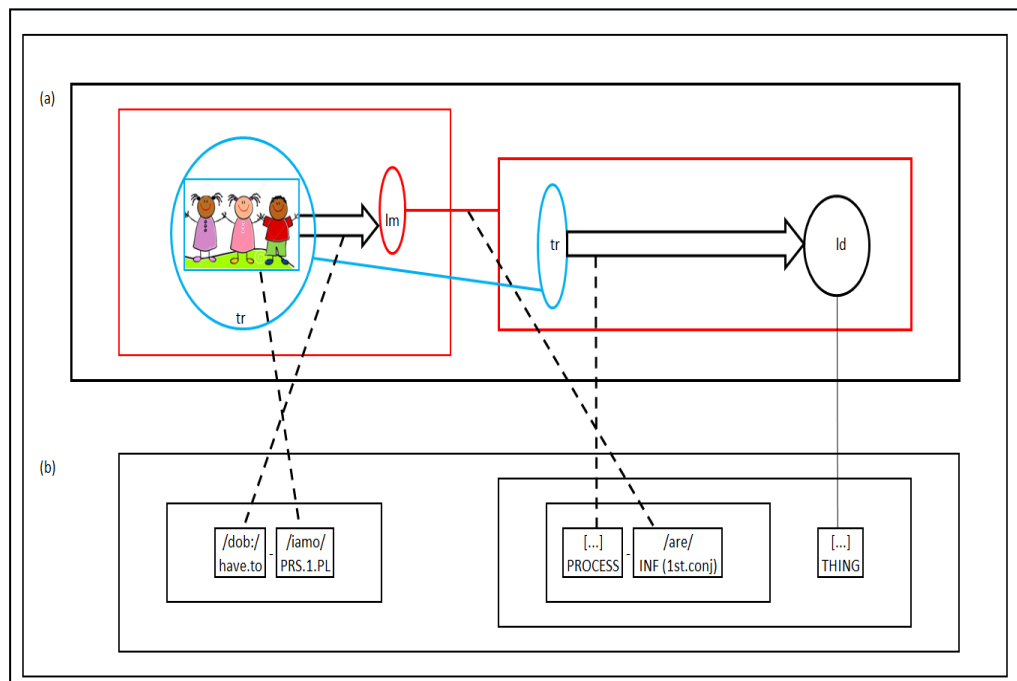 (a)
lm
tr
ld
tr
(b)
/dob:/ - /iamo/
have.to PRS.1.PL
[...] - /are/
PROCESS INF (1st.conj)
[...]
THING